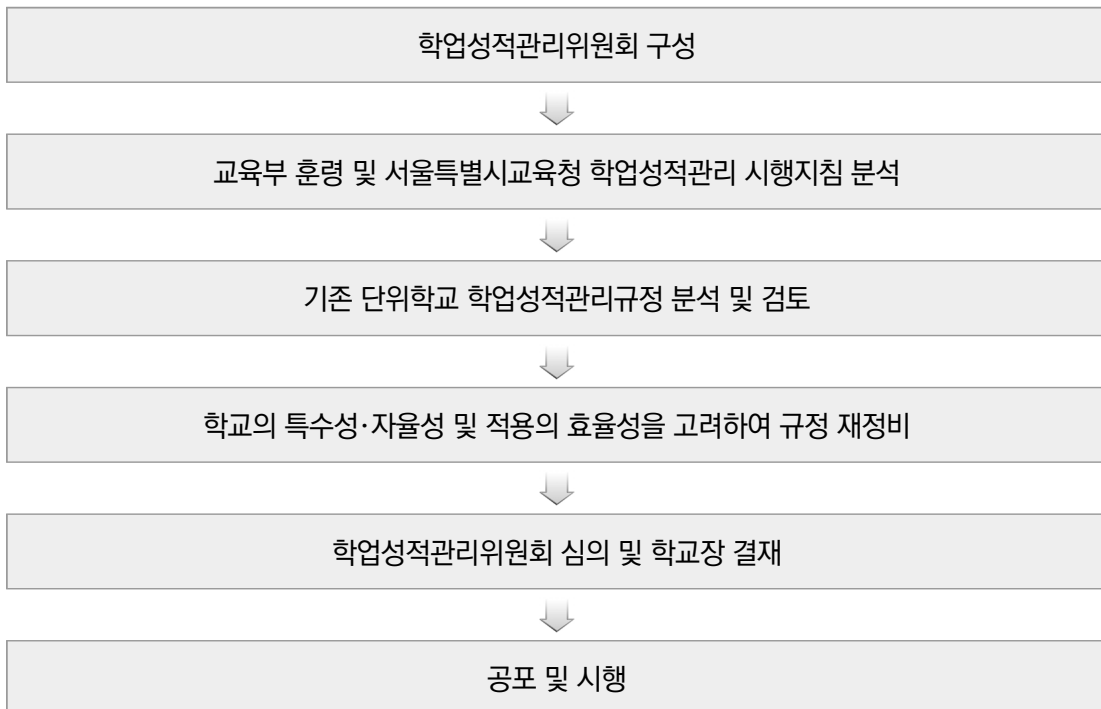 학업성적관리위원회 구성
교육부 훈령 및 서울특별시교육청 학업성적관리 시행지침 분석
기존 단위학교 학업성적관리규정 분석 및 검토
학교의 특수성·자율성 및 적용의 효율성을 고려하여 규정 재정비
학업성적관리위원회 심의 및 학교장 결재
공포 및 시행